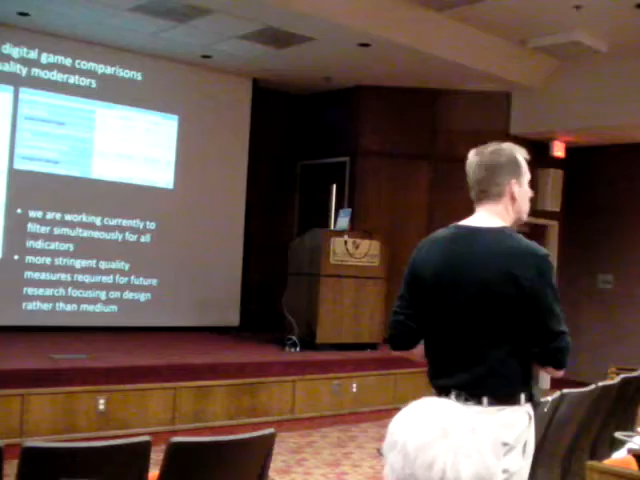 digital game comparisons
ality moderators
• we are working currently to
filter simultaneously for all
indicators
• more stringent quality
measures required for future
research focusing on design
rather than medium